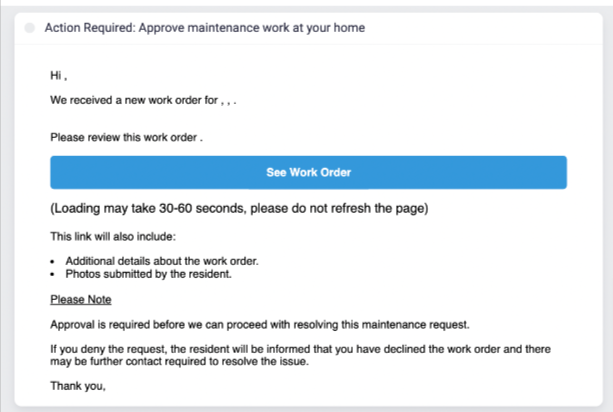 Action Required: Approve maintenance work at your home
Hi ,
We received a new work order for , , .
Please review this work order .
See Work Order
(Loading may take 30-60 seconds, please do not refresh the page)
This link will also include:
• Additional details about the work order.
• Photos submitted by the resident.
Please Note
Approval is required before we can proceed with resolving this maintenance request.
If you deny the request, the resident will be informed that you have declined the work order and there
may be further contact required to resolve the issue.
Thank you,